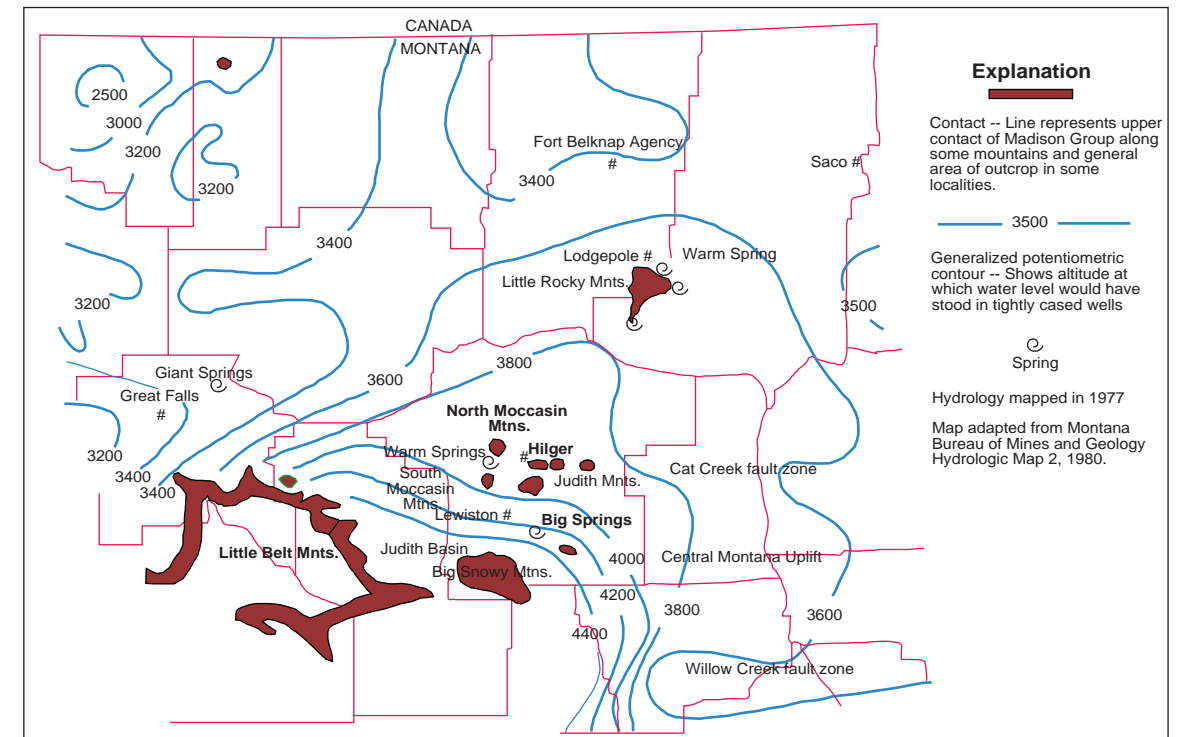 CANADA
MONTANA
2500
3000
3200
3200
Fort Belknap Agency
#
3400
Saco #
3400
Lodgepole #
Warm Spring
Little Rocky Mnts.
3200
3500
Giant Springs
Great Falls
#
3600
3800
North Moccasin
Mtns.
Warm Springs
#
Hilger
South
Moccasin
Mtns.
Judith Mnts.
Cat Creek fault zone
3200
3400
3400
Lewiston #
Big Springs
Little Belt Mnts.
Judith Basin
Big Snowy Mtns.
4000
Central Montana Uplift
4200
3800
3600
4400
Willow Creek fault zone
Explanation
Contact -- Line represents upper
contact of Madison Group along
some mountains and general
area of outcrop in some
localities.
3500
Generalized potentiometric
contour -- Shows altitude at
which water level would have
stood in tightly cased wells
Spring
Hydrology mapped in 1977
Map adapted from Montana
Bureau of Mines and Geology
Hydrologic Map 2, 1980.